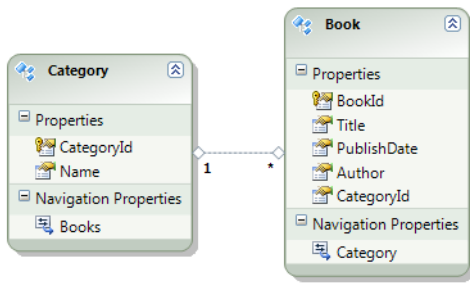 Category
Properties
CategoryId
Name
Navigation Properties
Books
1
*
Book
Properties
BookId
Title
PublishDate
Author
CategoryId
Navigation Properties
Category